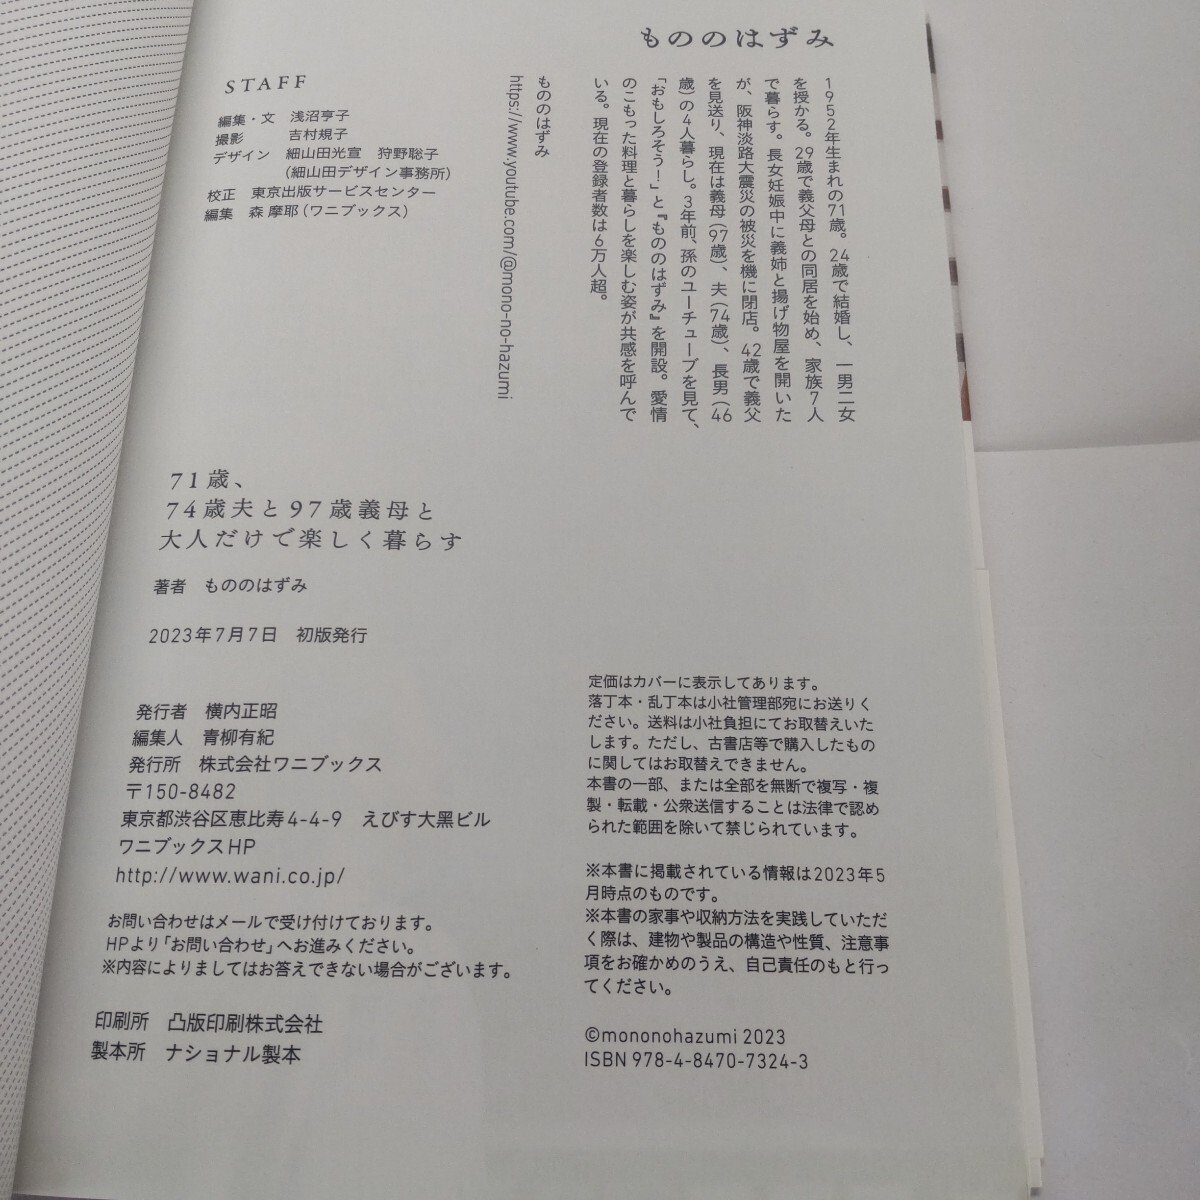 もののはずみ
1952年生まれの71歳。24歳で結婚し、一男二女
を授かる。29歳で義父母との同居を始め、家族7人
で暮らす。長女妊娠中に義姉と揚げ物屋を開いた
が、阪神淡路大震災の被災を機に閉店。42歳で義父
を見送り、現在は義母(97歳)、夫(74歳)、長男(46
歳)の4人暮らし。3年前、孫のユーチューブを見て、
「おもしろそう!」と『もののはずみ』を開設。愛情
のこもった料理と暮らしを楽しむ姿が共感を呼んで
いる。現在の登録者数は6万人超。
もののはずみ
https://www.youtube.com/@mono-no-hazumi
STAFF
編集・文 浅沼亨子
撮影 吉村規子
デザイン 細山田光宣 狩野聡子
(細山田デザイン事務所)
校正 東京出版サービスセンター
編集 森 摩耶(ワニブックス)
71歳、
74歳夫と97歳義母と
大人だけで楽しく暮らす
著者 もののはずみ
2023年7月7日 初版発行
発行者 横内正昭
編集人 青柳有紀
発行所 株式会社ワニブックス
〒150-8482
東京都渋谷区恵比寿4-4-9 えびす大黑ビル
ワニブックスHP
http://www.wani.co.jp/
お問い合わせはメールで受け付けております。
HPより「お問い合わせ」へお進みください。
※内容によりましてはお答えできない場合がございます。
印刷所 凸版印刷株式会社
製本所 ナショナル製本
定価はカバーに表示してあります。
落丁本・乱丁本は小社管理部宛にお送りく
ださい。送料は小社負担にてお取替えいた
します。ただし、古書店等で購入したもの
に関してはお取替えできません。
本書の一部、または全部を無断で複写・複
製・転載・公衆送信することは法律で認め
られた範囲を除いて禁じられています。
※本書に掲載されている情報は2023年5
月時点のものです。
※本書の家事や収納方法を実践していただ
く際は、建物や製品の構造や性質、注意事
項をお確かめのうえ、自己責任のもと行っ
てください。
©mononohazumi 2023
ISBN 978-4-8470-7324-3